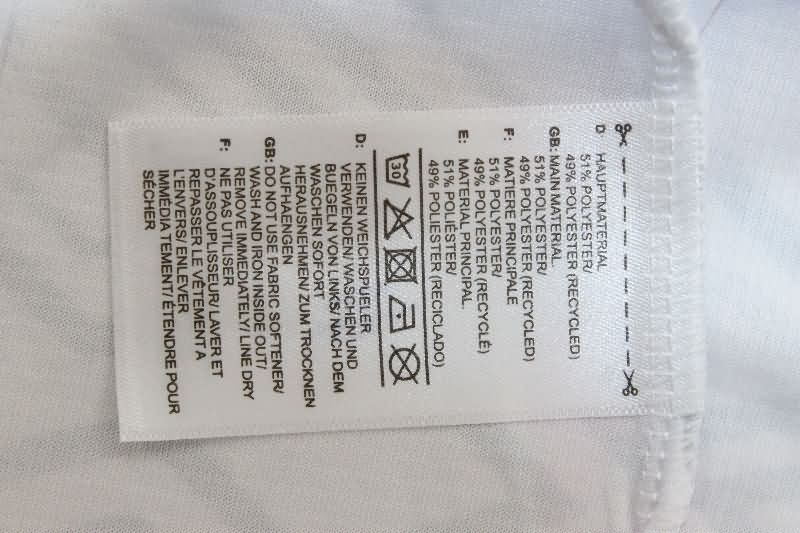 D HAUPTMATERIAL
51% POLYESTER/
49% POLYESTER (RECYCLED)
GB: MAIN MATERIAL
51% POLYESTER/
49% POLYESTER (RECYCLED)
F: MATIERE PRINCIPALE
51% POLYESTER/
49% POLYESTER (RECYCLÉ)
E: MATERIAL PRINCIPAL
51% POLIÉSTER/
49% POLIÉSTER (RECICLADO)
30
D: KEINEN WEICHSPUELER
VERWENDEN/ WASCHEN UND
BUEGELN VON LINKS/ NACH DEM
WASCHEN SOFORT
HERAUSNEHMEN/ ZUM TROCKNEN
AUFHAENGEN
GB: DO NOT USE FABRIC SOFTENER/
WASH AND IRON INSIDE OUT/
REMOVE IMMEDIATELY/ LINE DRY
F: NE PAS UTILISER
D'ASSOUPLISSEUR/ LAVER ET
REPASSER LE VÊTEMENT A
L'ENVERS/ ENLEVER
IMMÉDIA TEMENT/ ÉTENDRE POUR
SÉCHER